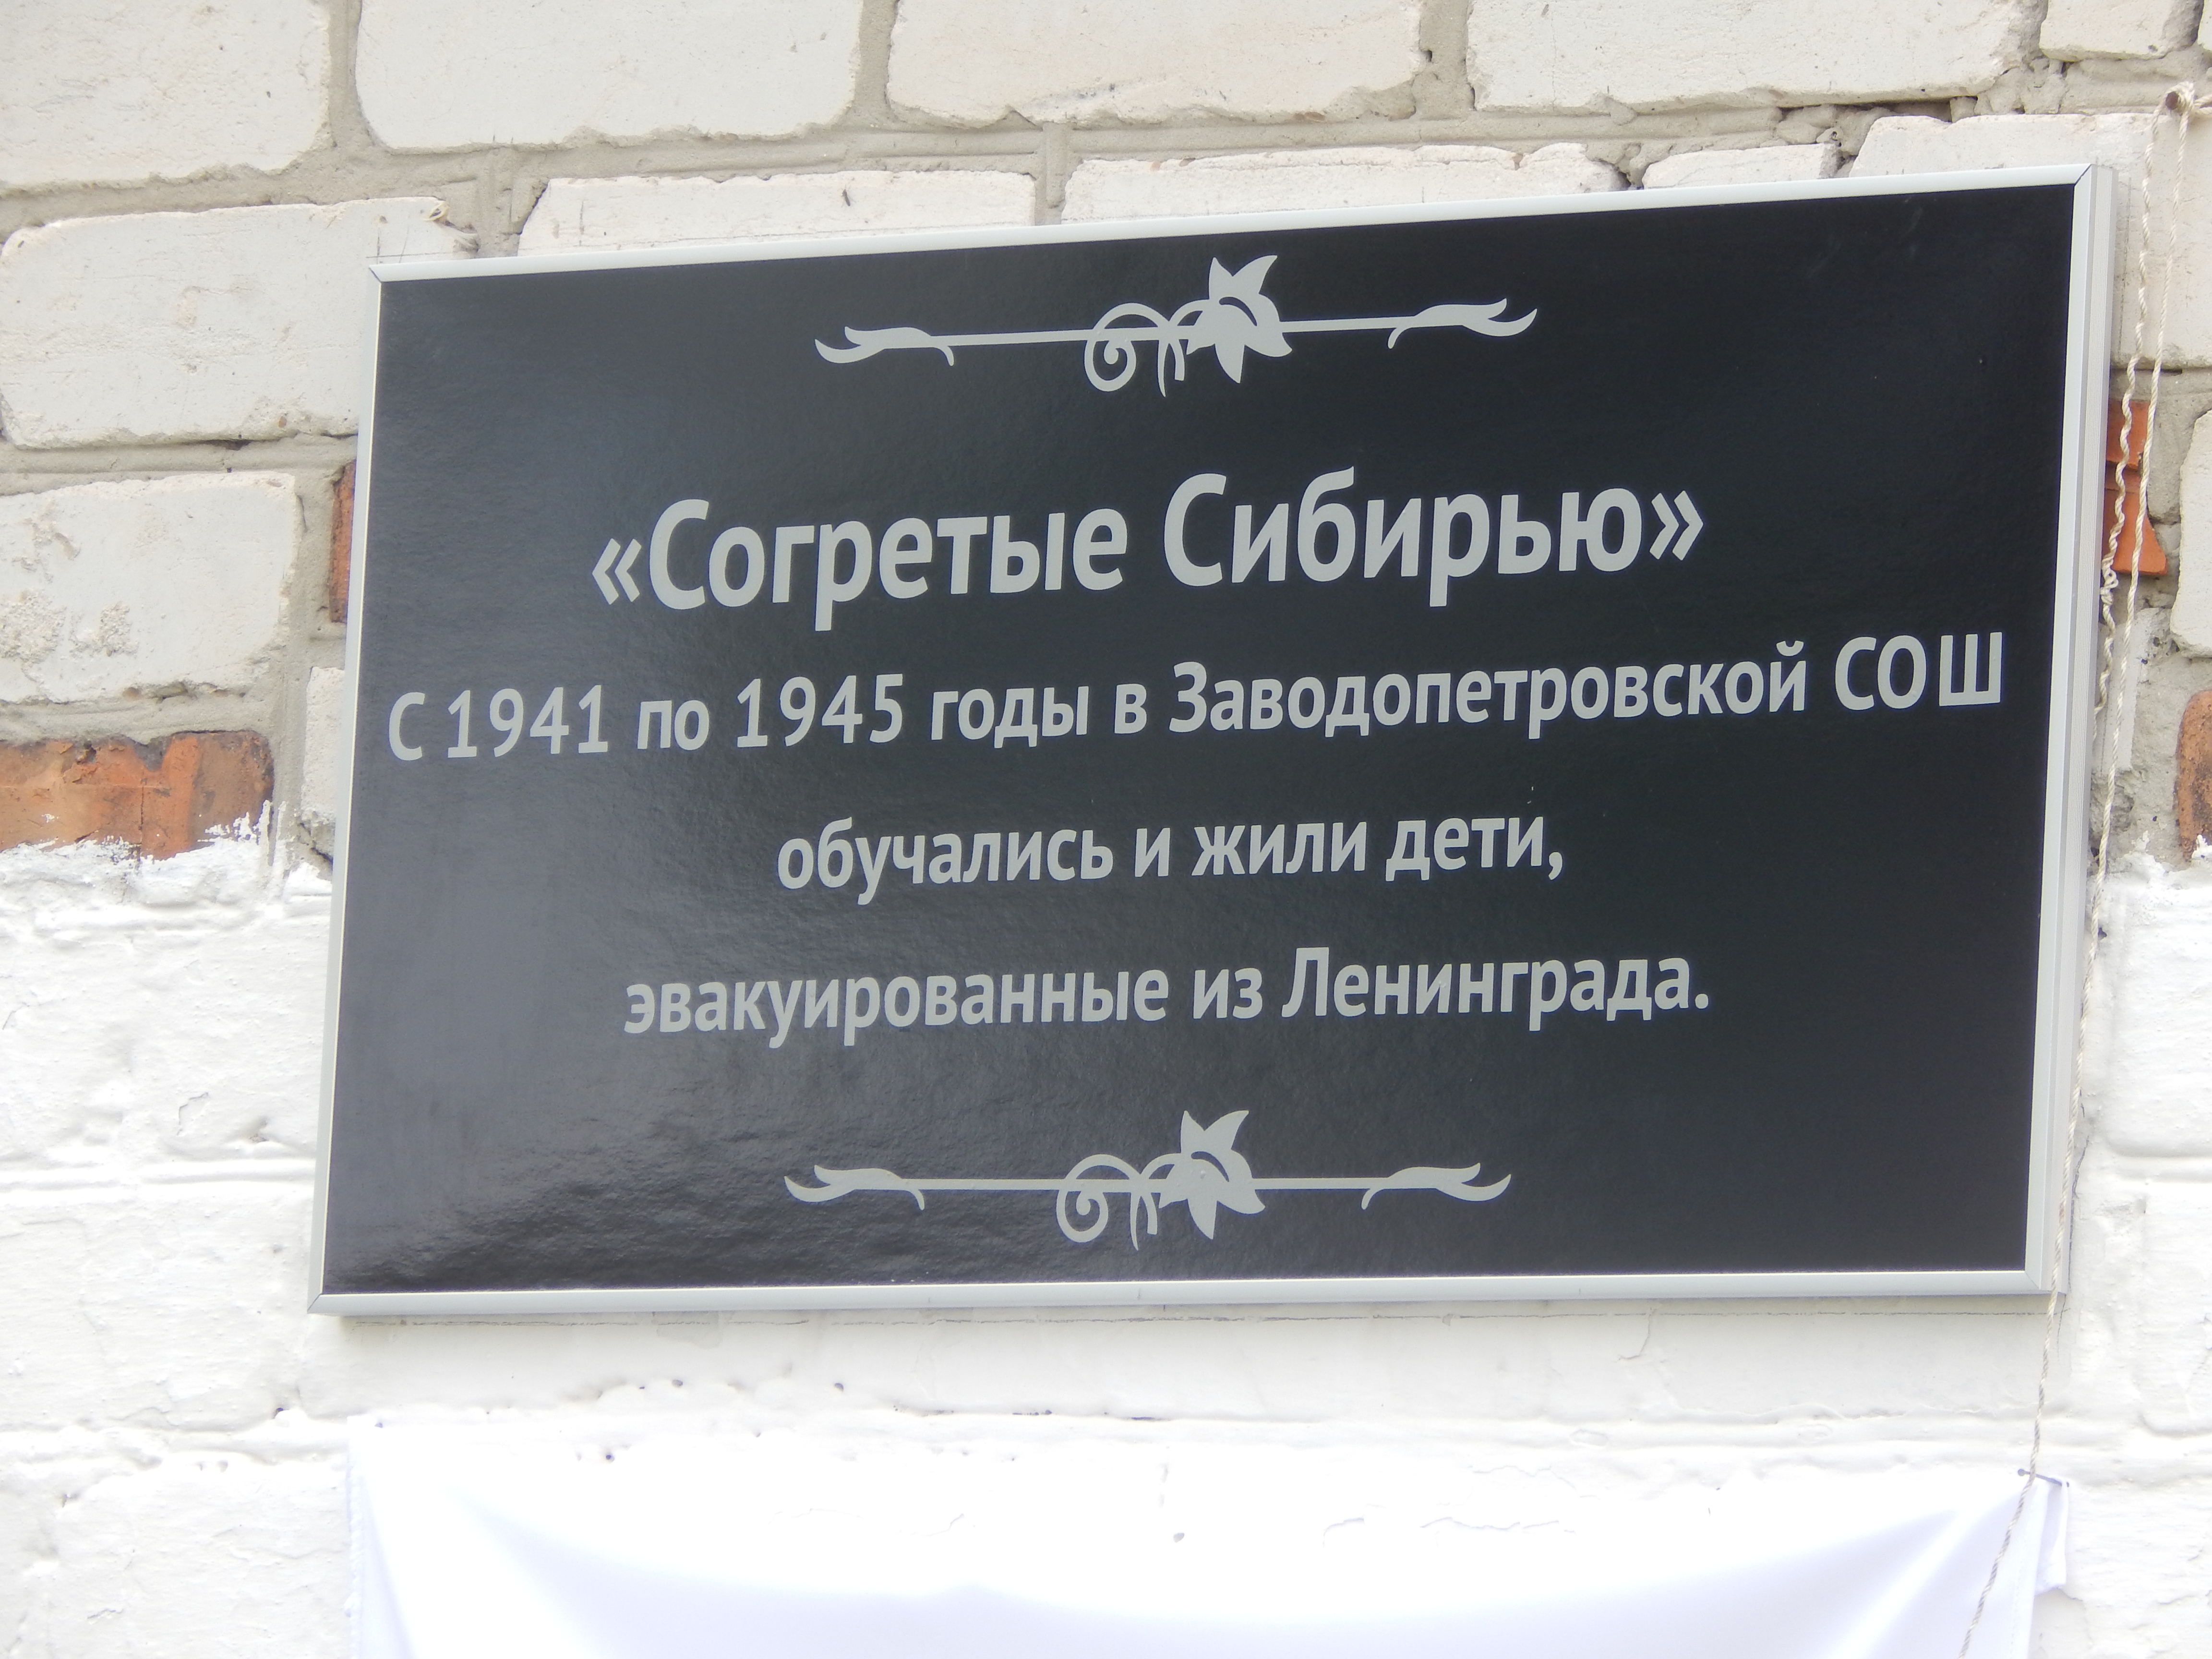 «Согретые Сибирью»
С 1941 по 1945 годы в Заводопетровской СОШ
обучались и жили дети,
эвакуированные из Ленинграда.